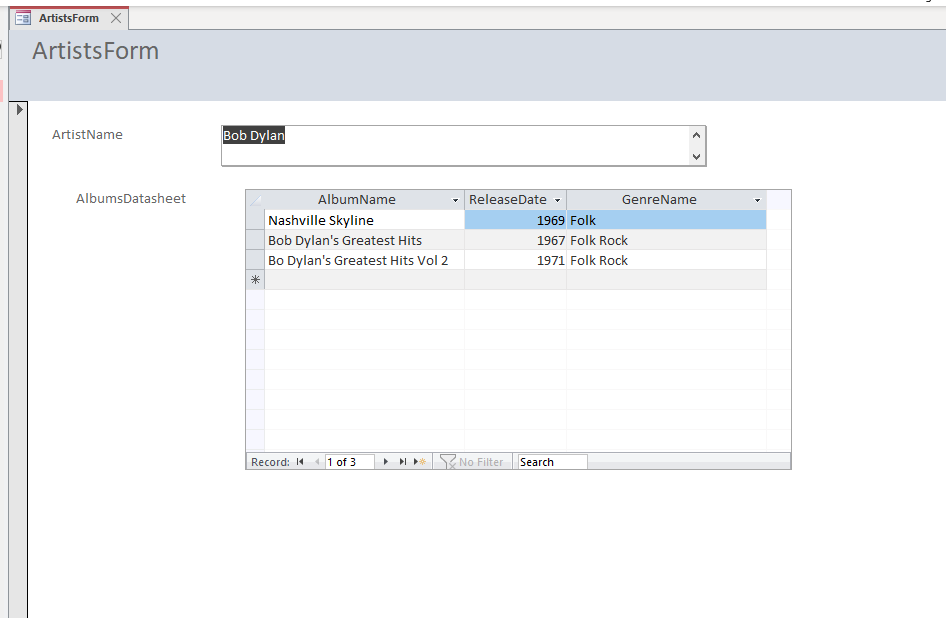 ArtistsForm
ArtistsForm
ArtistName Bob Dylan
AlbumsDatasheet
AlbumName ReleaseDate GenreName
Nashville Skyline 1969 Folk
Bob Dylan's Greatest Hits 1967 Folk Rock
Bo Dylan's Greatest Hits Vol 2 1971 Folk Rock
Record: 1 of 3 No Filter Search